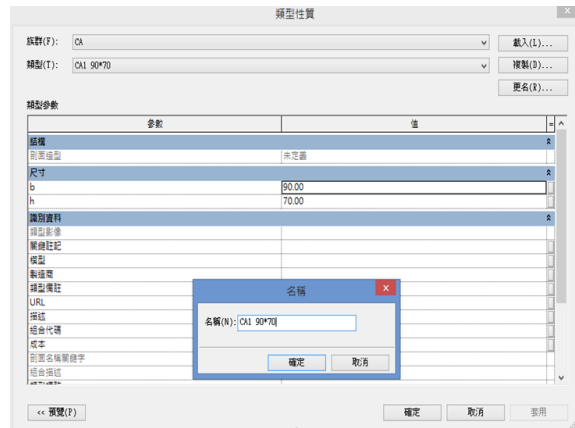 類型性質
族群(F): CA 載入(L)...
類型(T): CA1 90*70 複製(D)...
更名(R)...
類型參數
參數 值 =
結構
剖面造型 未定義
尺寸
b 90.00
h 70.00
識別資料
類型影像
關鍵註記
模型
製造商
類型備註
URL
描述
組合代碼
成本
剖面名稱關鍵字
組合描述
名稱
名稱(N): CA1 90*70
確定 取消
<< 預覽(P) 確定 取消 套用